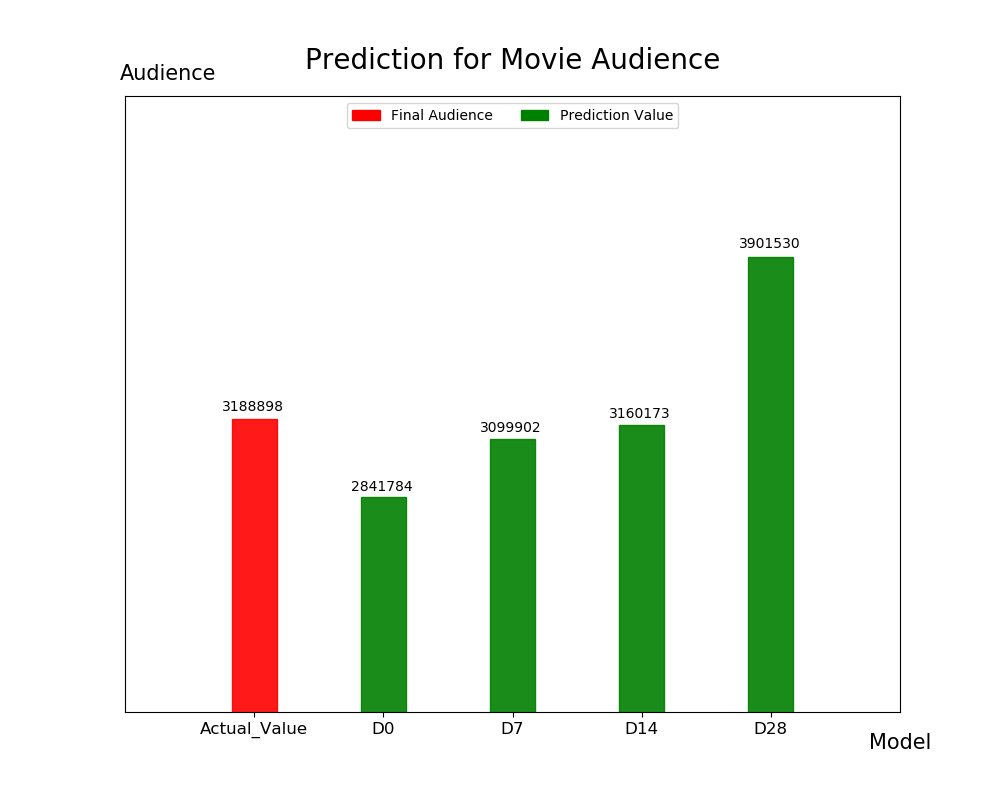 Prediction for Movie Audience
Audience
Final Audience
Prediction Value
3901530
3188898
3160173
3099902
2841784
Actual_Value
D0
D7
D14
D28
Model